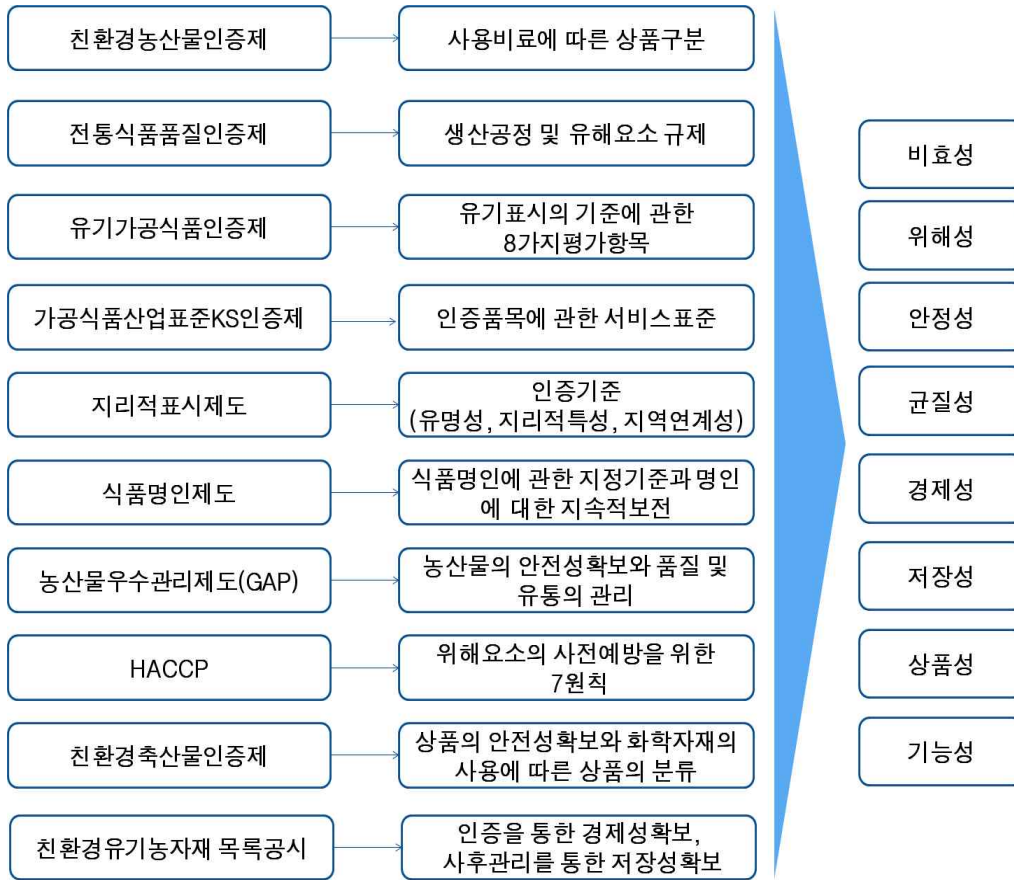 친환경농산물인증제
사용비료에 따른 상품구분
전통식품품질인증제
생산공정 및 유해요소 규제
유기가공식품인증제
유기표시의 기준에 관한
8가지평가항목
가공식품산업표준KS인증제
인증품목에 관한 서비스표준
지리적표시제도
인증기준
(유명성, 지리적특성, 지역연계성)
식품명인제도
식품명인에 관한 지정기준과 명인
에 대한 지속적보전
농산물우수관리제도(GAP)
농산물의 안전성확보와 품질 및
유통의 관리
HACCP
위해요소의 사전예방을 위한
7원칙
친환경축산물인증제
상품의 안전성확보와 화학자재의
사용에 따른 상품의 분류
친환경유기농자재 목록공시
인증을 통한 경제성확보,
사후관리를 통한 저장성확보
비효성
위해성
안정성
균질성
경제성
저장성
상품성
기능성